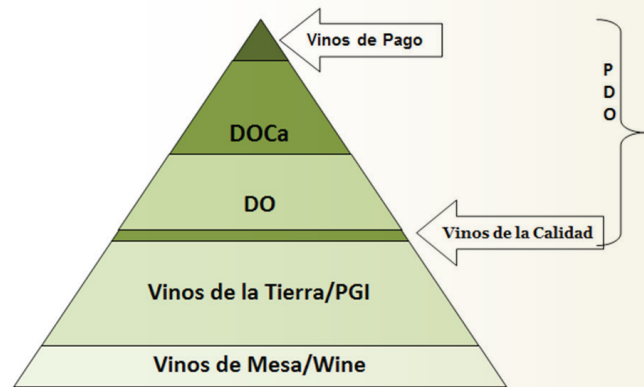 Vinos de Pago
P
D
O
DOCa
DO
Vinos de la Calidad
Vinos de la Tierra/PGI
Vinos de Mesa/Wine